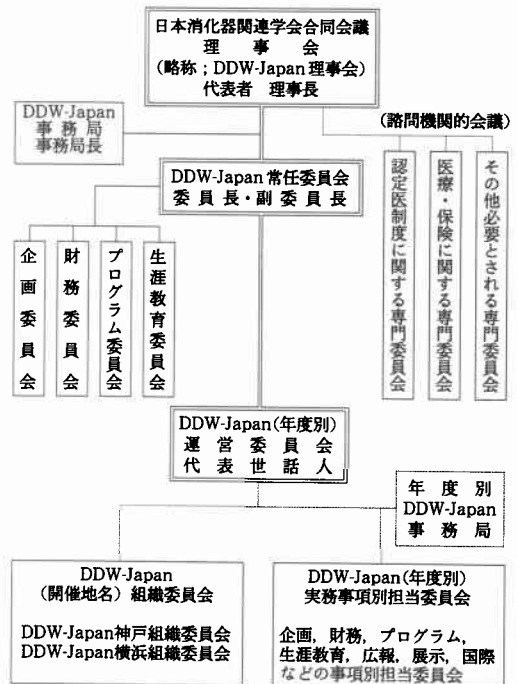 日本消化器関連学会合同会議
理事会
(略称；DDW-Japan 理事会)
代表者 理事長
DDW-Japan
事務局
事務局長
(諮問機関的会議)
DDW-Japan 常任委員会
委員長・副委員長
認定医制度に関する専門委員会
医療・保険に関する専門委員会
その他必要とされる専門委員会
企画委員会
財務委員会
プログラム委員会
生涯教育委員会
DDW-Japan(年度別)
運営委員会
代表世話人
年度別
DDW-Japan
事務局
DDW-Japan
(開催地名) 組織委員会
DDW-Japan神戸組織委員会
DDW-Japan横浜組織委員会
DDW-Japan(年度別)
実務事項別担当委員会
企画, 財務, プログラム,
生涯教育, 広報, 展示, 国際
などの事項別担当委員会